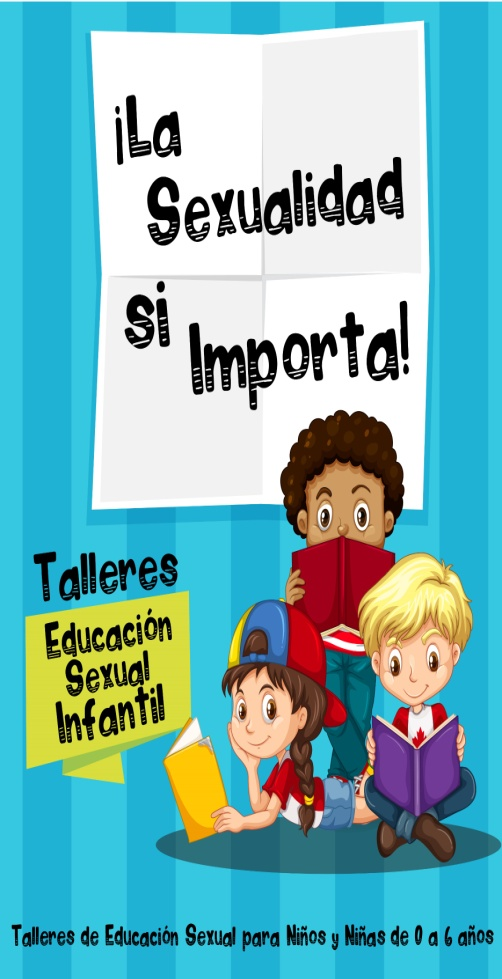 ¡La
Sexualidad
si
Importa!
Talleres
Educación
Sexual
Infantil
Talleres de Educación Sexual para Niños y Niñas de 0 a 6 años